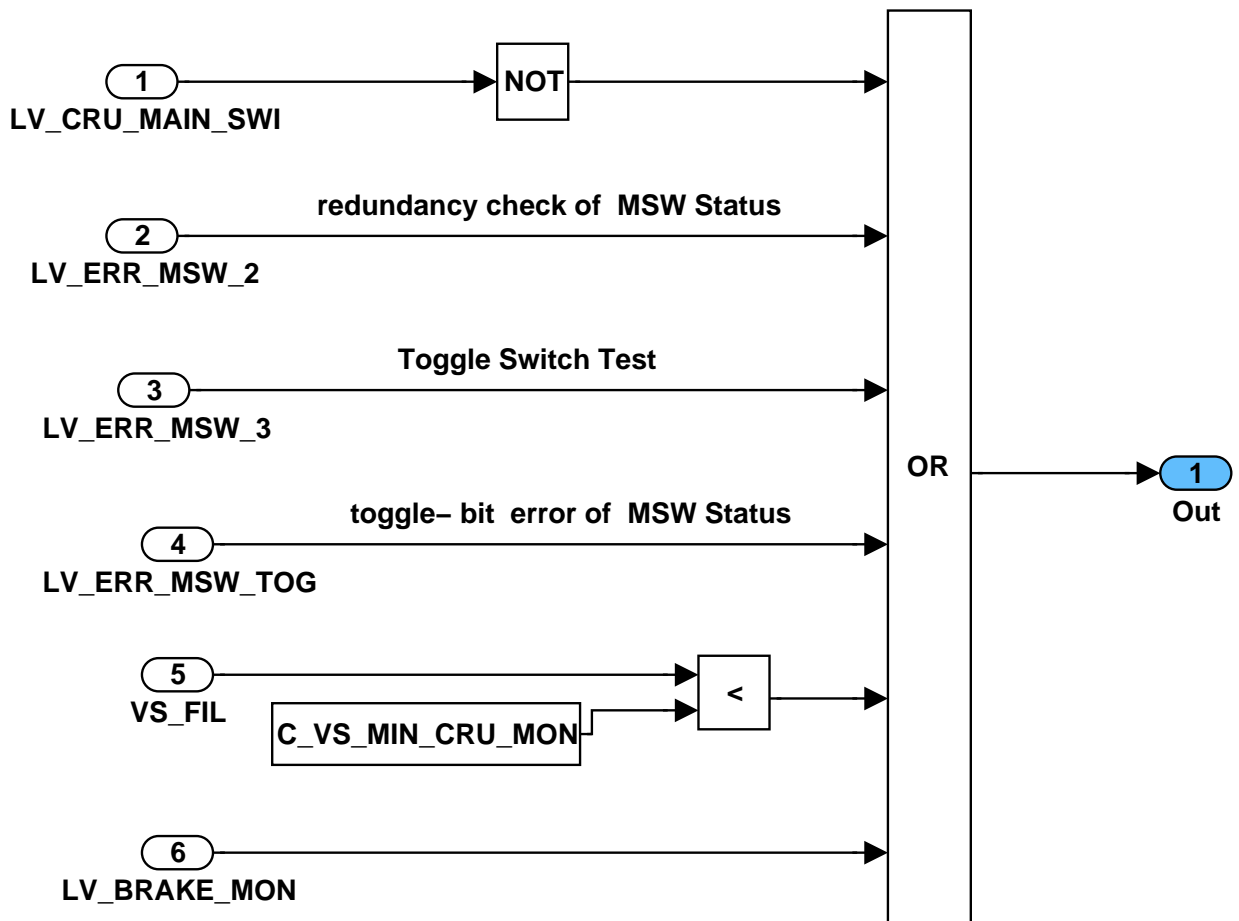 1
NOT
LV_CRU_MAIN_SWI
redundancy check of MSW Status
2
LV_ERR_MSW_2
Toggle Switch Test
3
LV_ERR_MSW_3
OR
1
Out
toggle– bit error of MSW Status
4
LV_ERR_MSW_TOG
5
<
VS_FIL
C_VS_MIN_CRU_MON
6
LV_BRAKE_MON